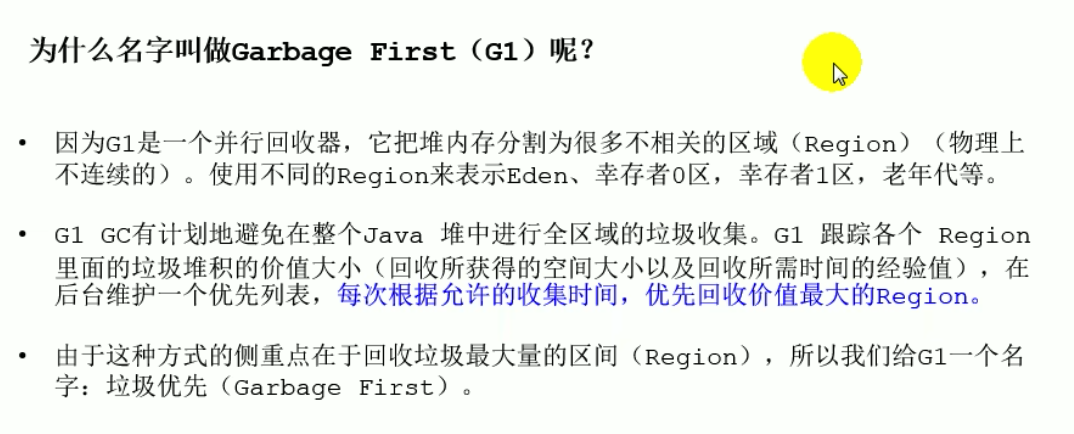 为什么名字叫做Garbage First（G1）呢？
• 因为G1是一个并行回收器，它把堆内存分割为很多不相关的区域（Region）（物理上
不连续的）。使用不同的Region来表示Eden、幸存者0区，幸存者1区，老年代等。
• G1 GC有计划地避免在整个Java 堆中进行全区域的垃圾收集。G1 跟踪各个 Region
里面的垃圾堆积的价值大小（回收所获得的空间大小以及回收所需时间的经验值），在
后台维护一个优先列表，每次根据允许的收集时间，优先回收价值最大的Region。
• 由于这种方式的侧重点在于回收垃圾最大量的区间（Region），所以我们给G1一个名
字：垃圾优先（Garbage First）。